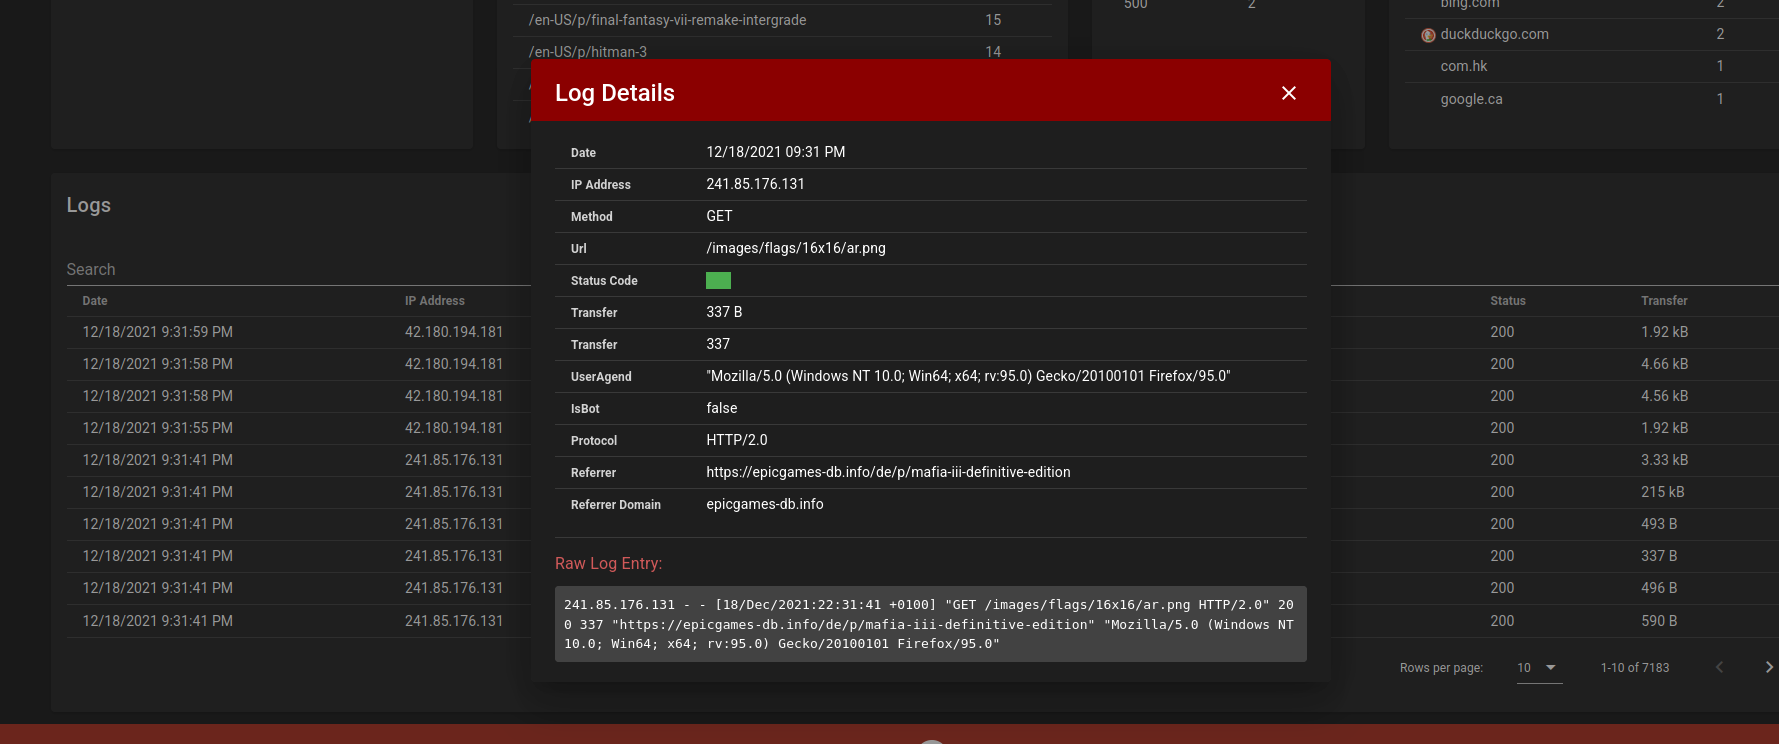 /en-US/p/final-fantasy-vii-remake-intergrade 15
/en-US/p/hitman-3 14
500 2
bing.com 2
duckduckgo.com 2
com.hk 1
google.ca 1
Log Details
Date 12/18/2021 09:31 PM
IP Address 241.85.176.131
Method GET
Url /images/flags/16x16/ar.png
Status Code
Transfer 337 B
Transfer 337
UserAgend "Mozilla/5.0 (Windows NT 10.0; Win64; x64; rv:95.0) Gecko/20100101 Firefox/95.0"
IsBot false
Protocol HTTP/2.0
Referrer https://epicgames-db.info/de/p/mafia-iii-definitive-edition
Referrer Domain epicgames-db.info
Raw Log Entry:
241.85.176.131 - - [18/Dec/2021:22:31:41 +0100] "GET /images/flags/16x16/ar.png HTTP/2.0" 20
0 337 "https://epicgames-db.info/de/p/mafia-iii-definitive-edition" "Mozilla/5.0 (Windows NT
10.0; Win64; x64; rv:95.0) Gecko/20100101 Firefox/95.0"
Logs
Search
Date IP Address Status Transfer
12/18/2021 9:31:59 PM 42.180.194.181 200 1.92 kB
12/18/2021 9:31:58 PM 42.180.194.181 200 4.66 kB
12/18/2021 9:31:58 PM 42.180.194.181 200 4.56 kB
12/18/2021 9:31:55 PM 42.180.194.181 200 1.92 kB
12/18/2021 9:31:41 PM 241.85.176.131 200 3.33 kB
12/18/2021 9:31:41 PM 241.85.176.131 200 215 kB
12/18/2021 9:31:41 PM 241.85.176.131 200 493 B
12/18/2021 9:31:41 PM 241.85.176.131 200 337 B
12/18/2021 9:31:41 PM 241.85.176.131 200 496 B
12/18/2021 9:31:41 PM 241.85.176.131 200 590 B
Rows per page: 10 1-10 of 7183